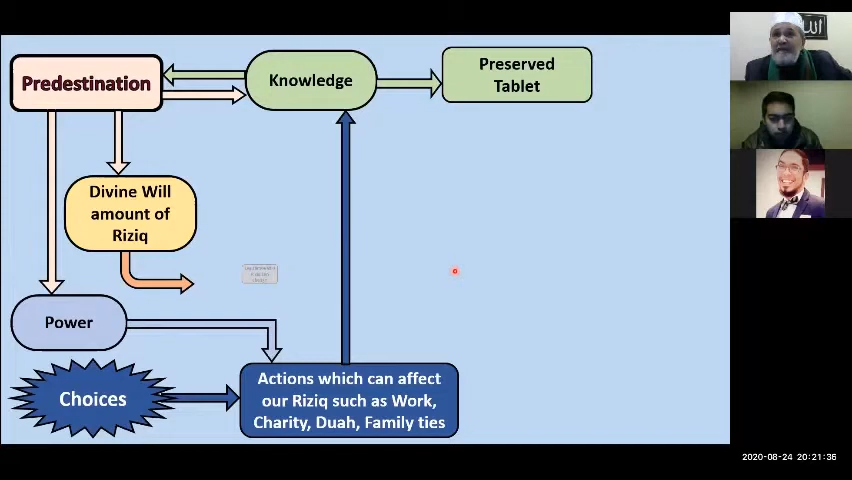 Predestination
Knowledge
Preserved
Tablet
Divine Will
amount of
Riziq
Power
Choices
Actions which can affect
our Riziq such as Work,
Charity, Duah, Family ties
الله
2020-08-24 20:21:36